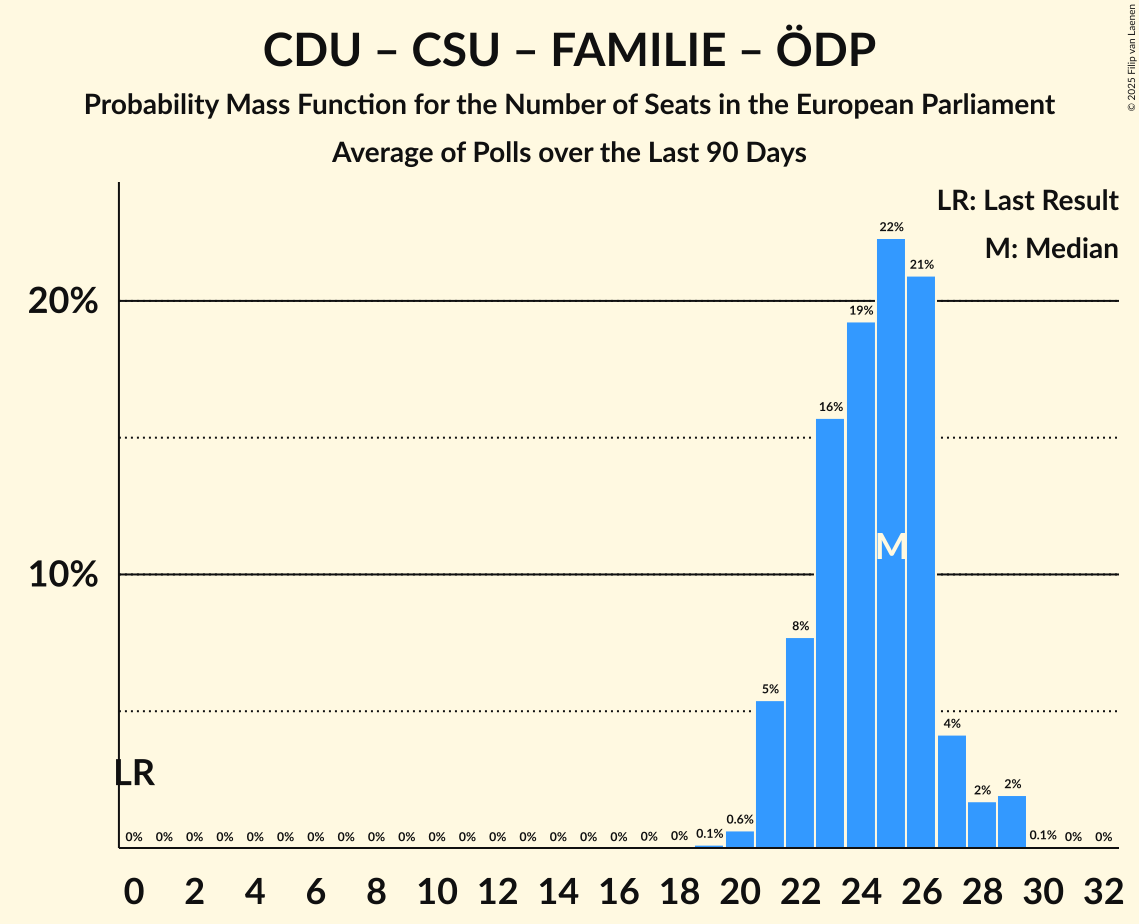 CDU – CSU – FAMILIE – ÖDP
Probability Mass Function for the Number of Seats in the European Parliament
Average of Polls over the Last 90 Days
© 2025 Filip van Laenen
LR: Last Result
M: Median
22%
21%
20%
19%
16%
M
10%
8%
5%
4%
LR
2% 2%
0.6%
0% 0% 0% 0% 0% 0% 0% 0% 0% 0% 0% 0% 0% 0% 0% 0% 0% 0% 0% 0.1% 0.1% 0% 0%
0 2 4 6 8 10 12 14 16 18 20 22 24 26 28 30 32